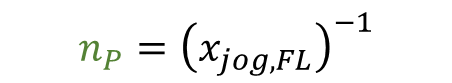 n_P = (x_{jog,FL})^{-1}